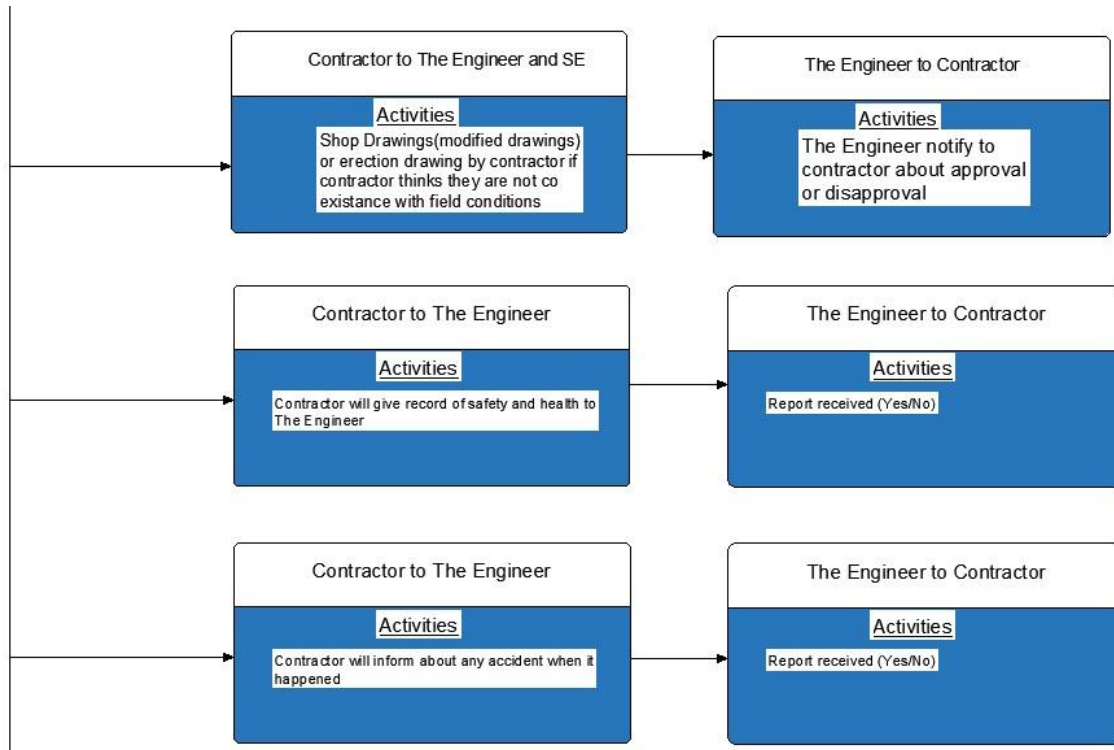 Contractor to The Engineer and SE
Activities
Shop Drawings(modified drawings)
or erection drawing by contractor if
contractor thinks they are not co
existance with field conditions
The Engineer to Contractor
Activities
The Engineer notify to
contractor about approval
or disapproval
Contractor to The Engineer
Activities
Contractor will give record of safety and health to
The Engineer
The Engineer to Contractor
Activities
Report received (Yes/No)
Contractor to The Engineer
Activities
Contractor will inform about any accident when it
happened
The Engineer to Contractor
Activities
Report received (Yes/No)